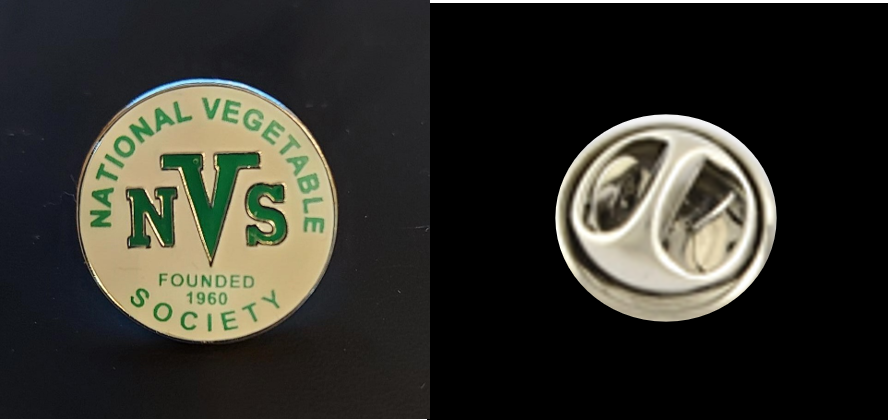 NATIONAL VEGETABLE
NVS
FOUNDED
1960
SOCIETY